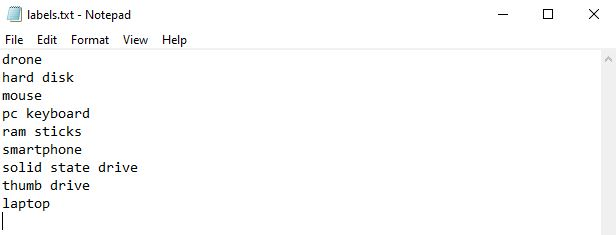 labels.txt - Notepad
File Edit Format View Help
drone
hard disk
mouse
pc keyboard
ram sticks
smartphone
solid state drive
thumb drive
laptop